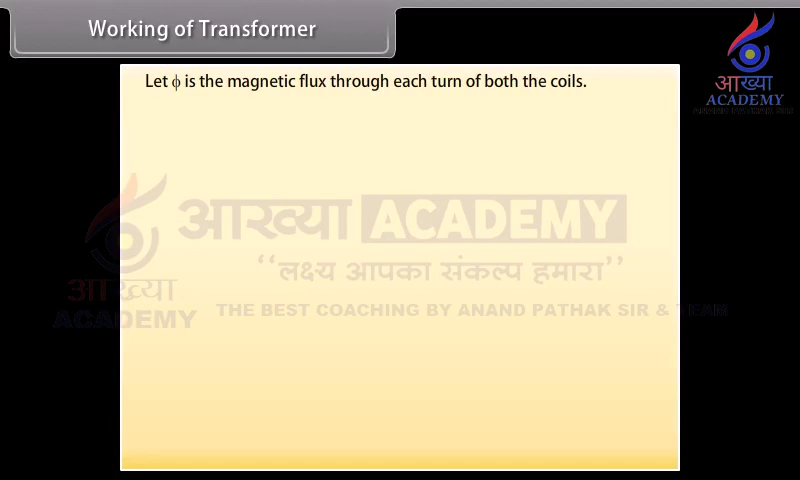 Working of Transformer
Let ϕ is the magnetic flux through each turn of both the coils.
आख्या
ACADEMY
आख्या ACADEMY
‘‘लक्ष्य आपका संकल्प हमारा’’
आख्या
ACADEMY
THE BEST COACHING BY ANAND PATHAK SIR & TEAM